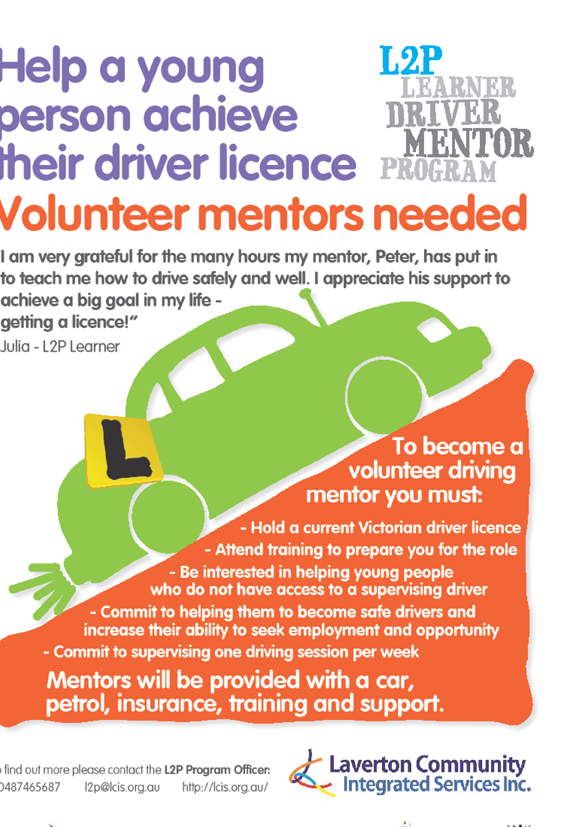 Help a young
person achieve
their driver licence
L2P
LEARNER
DRIVER
MENTOR
PROGRAM
Volunteer mentors needed
I am very grateful for the many hours my mentor, Peter, has put in
to teach me how to drive safely and well. I appreciate his support to
achieve a big goal in my life -
getting a licence!”
Julia - L2P Learner
L
To become a
volunteer driving
mentor you must:
- Hold a current Victorian driver licence
- Attend training to prepare you for the role
- Be interested in helping young people
who do not have access to a supervising driver
- Commit to helping them to become safe drivers and
increase their ability to seek employment and opportunity
- Commit to supervising one driving session per week
Mentors will be provided with a car,
petrol, insurance, training and support.
find out more please contact the L2P Program Officer:
0487465687 l2p@lcis.org.au http://lcis.org.au/
Laverton Community
Integrated Services Inc.